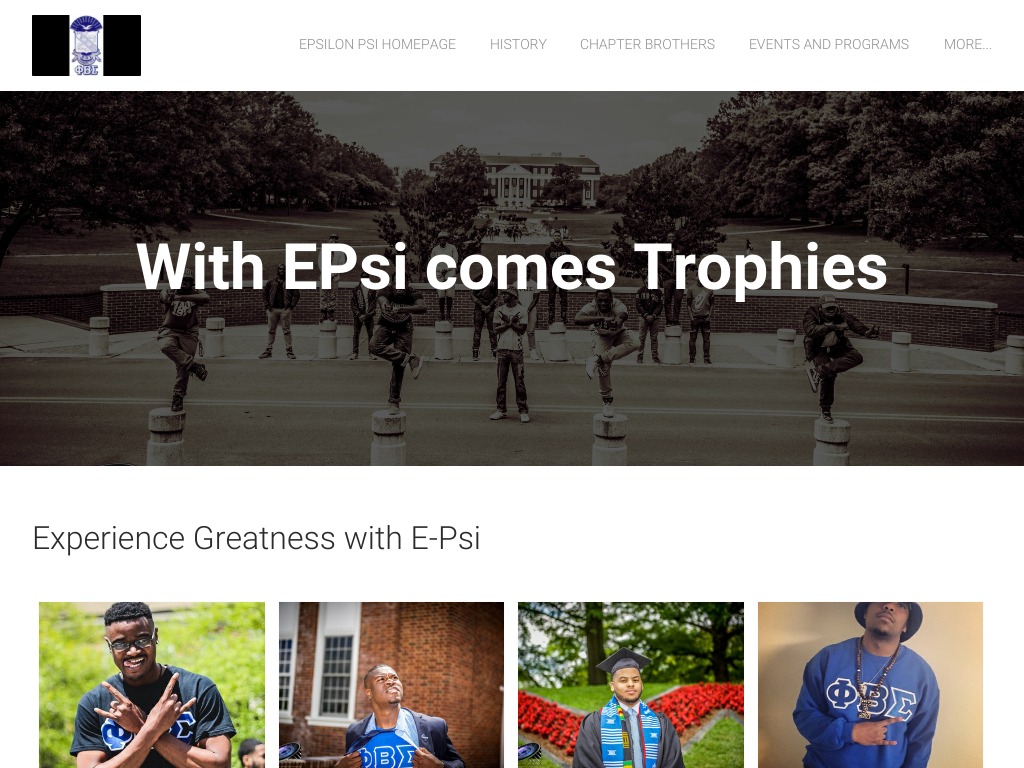 ΦΒΣ
EPSILON PSI HOMEPAGE
HISTORY
CHAPTER BROTHERS
EVENTS AND PROGRAMS
MORE...
With EPsi comes Trophies
Experience Greatness with E-Psi
ΦΒΣ
ΦΒΣ